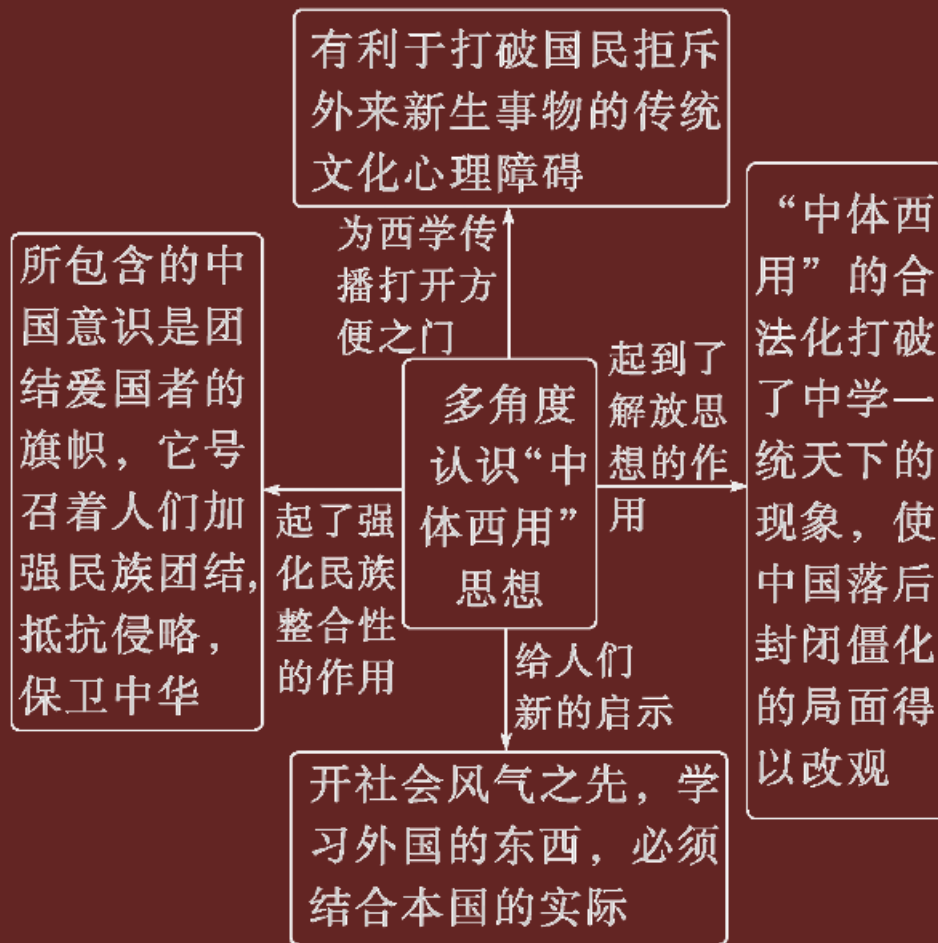 有利于打破国民拒斥
外来新生事物的传统
文化心理障碍
为西学传
播打开方
便之门
所包含的中
国意识是团
结爱国者的
旗帜，它号
召着人们加
强民族团结，
抵抗侵略，
保卫中华
起了强
化民族
整合性
的作用
多角度
认识“中
体西用”
思想
起到了
解放思
想的作
用
“中体西
用”的合
法化打破
了中学一
统天下的
现象，使
中国落后
封闭僵化
的局面得
以改观
给人们
新的启示
开社会风气之先，学
习外国的东西，必须
结合本国的实际